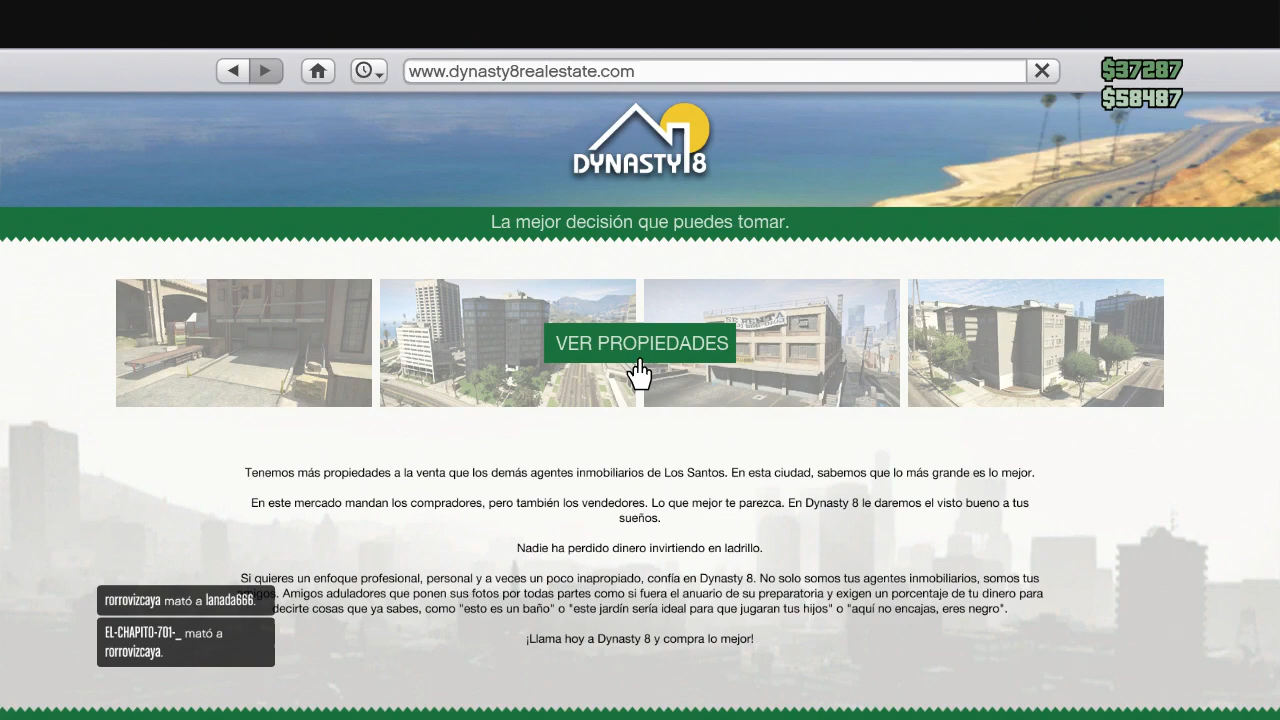 www.dynasty8realestate.com
$37287
$58487
DYNASTY 8
La mejor decisión que puedes tomar.
SE RENTA
VER PROPIEDADES
Tenemos más propiedades a la venta que los demás agentes inmobiliarios de Los Santos. En esta ciudad, sabemos que lo más grande es lo mejor.
En este mercado mandan los compradores, pero también los vendedores. Lo que mejor te parezca. En Dynasty 8 le daremos el visto bueno a tus
sueños.
Nadie ha perdido dinero invirtiendo en ladrillo.
Si quieres un enfoque profesional, personal y a veces un poco inapropiado, confía en Dynasty 8. No solo somos tus agentes inmobiliarios, somos tus
amigos. Amigos aduladores que ponen sus fotos por todas partes como si fuera el anuario de su preparatoria y exigen un porcentaje de tu dinero para
decirte cosas que ya sabes, como "esto es un baño" o "este jardín sería ideal para que jugaran tus hijos" o "aquí no encajas, eres negro".
¡Llama hoy a Dynasty 8 y compra lo mejor!
rorrovizcaya mató a lanada666.
EL-CHAPITO-701-_ mató a
rorrovizcaya.